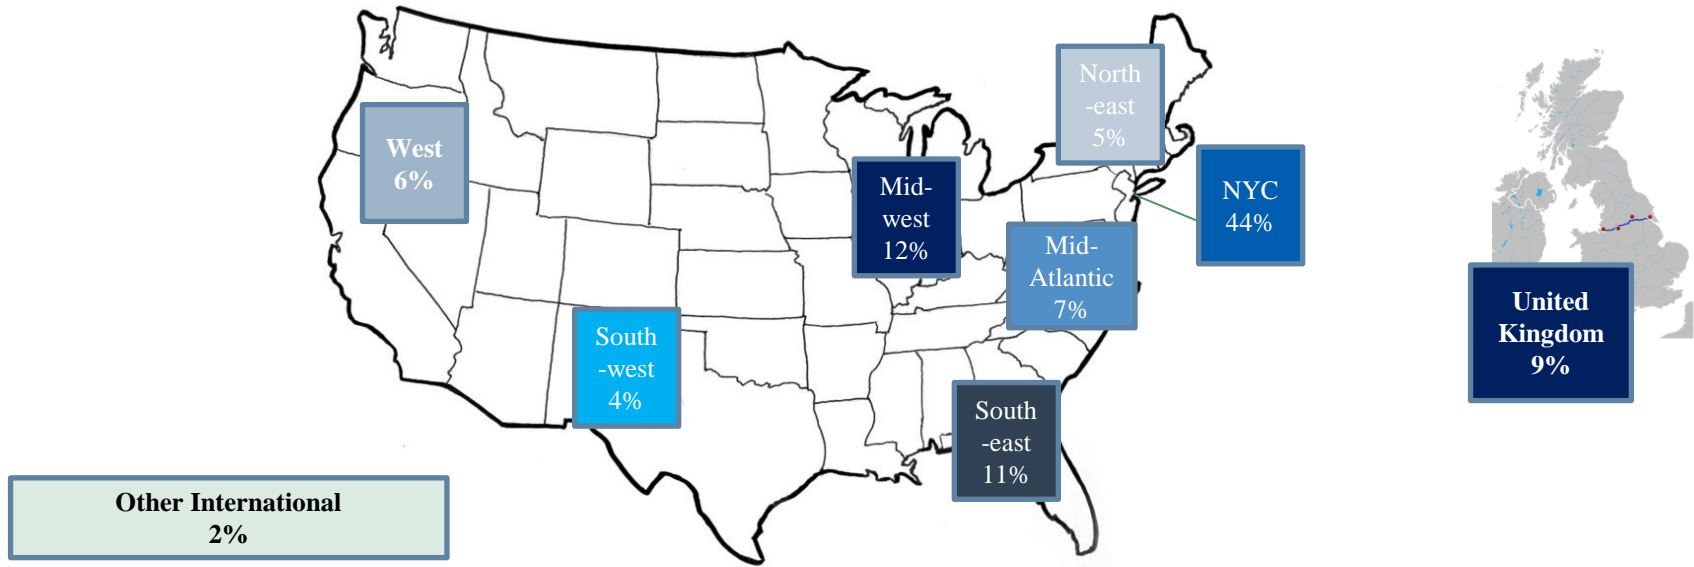 North
-east
5%
West
6%
NYC
44%
Mid-
west
12%
Mid-
Atlantic
7%
United
Kingdom
9%
South
-west
4%
South
-east
11%
Other International
2%